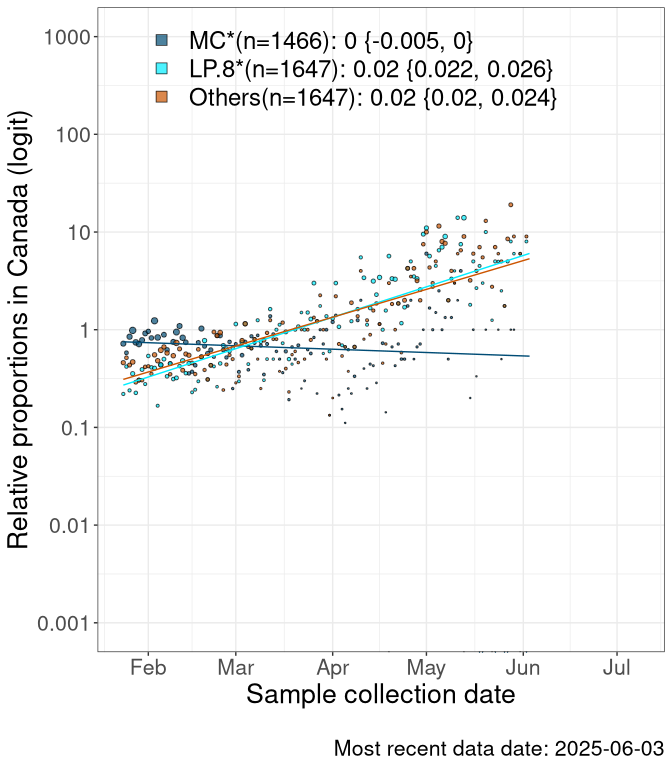 MC*(n=1466): 0 {-0.005, 0}
LP.8*(n=1647): 0.02 {0.022, 0.026}
Others(n=1647): 0.02 {0.02, 0.024}
Relative proportions in Canada (logit)
1000
100
10
1
0.1
0.01
0.001
Feb Mar Apr May Jun Jul
Sample collection date
Most recent data date: 2025-06-03